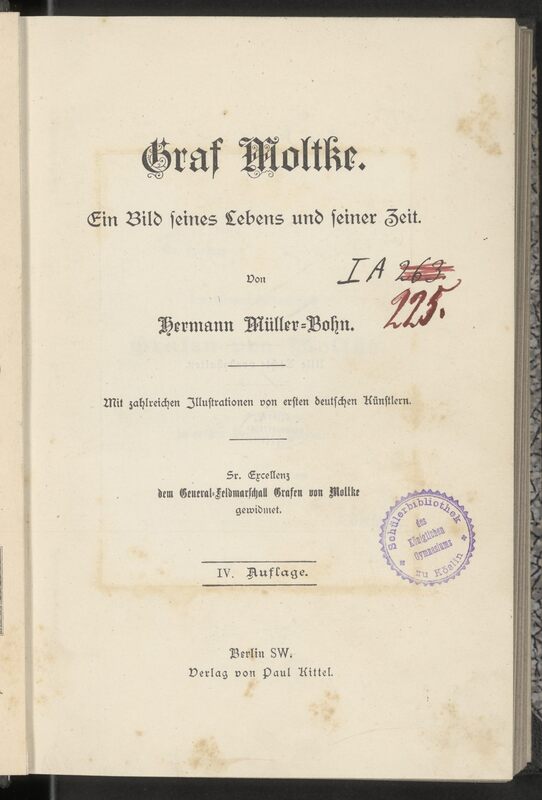 Graf Moltke.
Ein Bild seines Lebens und seiner Zeit.
Von
I A 263.
225.
Hermann Müller-Bohn.
Mit zahlreichen Illustrationen von ersten deutschen Künstlern.
Sr. Excellenz
dem General-Feldmarschall Grafen von Moltke
gewidmet.
Schülerbibliothek
des
Königlichen
Gymnasiums
zu Köslin
IV. Auflage.
Berlin SW.
Verlag von Paul Kittel.